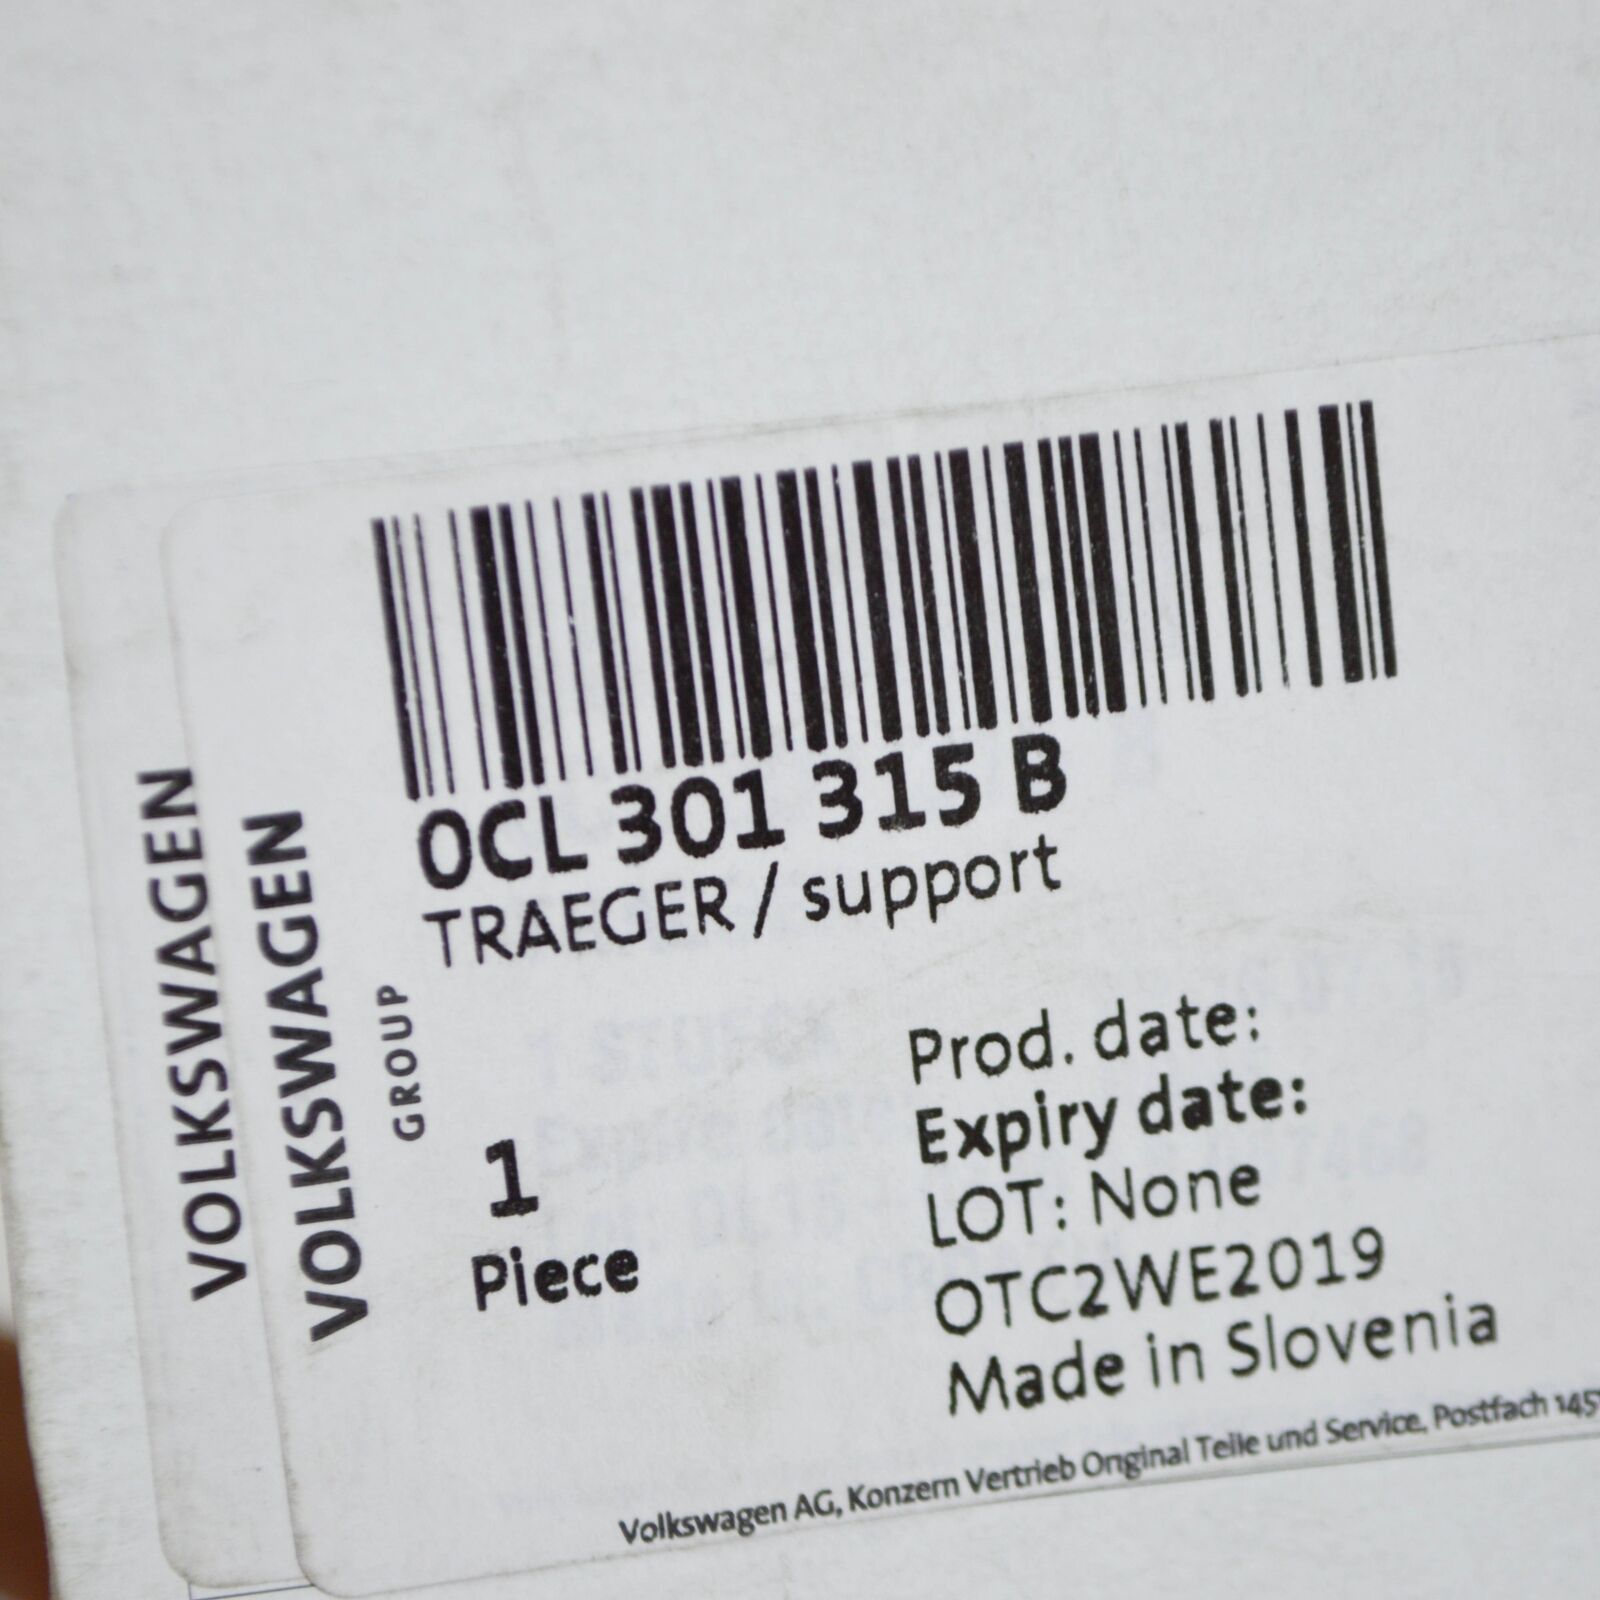 VOLKSWAGEN
VOLKSWAGEN
GROUP
0CL 301 315 B
TRAEGER / support
1
Piece
Prod. date:
Expiry date:
LOT: None
OTC2WE2019
Made in Slovenia
Volkswagen AG, Konzern Vertrieb Original Teile und Service, Postfach